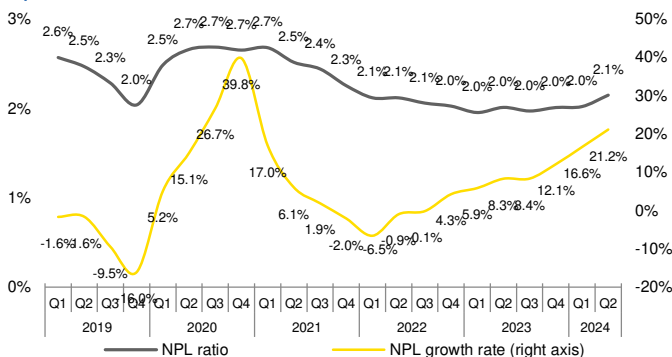 3%
2%
1%
0%
50%
40%
30%
20%
10%
0%
-10%
-20%
2.6% 2.5% 2.3% 2.0% 2.5% 2.7% 2.7% 2.7% 2.7% 2.5% 2.4% 2.3% 2.1% 2.1% 2.1% 2.0% 2.0% 2.0% 2.0% 2.0% 2.0% 2.1%
-1.6% -1.6% -9.5% -16.0% 5.2% 15.1% 26.7% 39.8% 17.0% 6.1% 1.9% -2.0% -6.5% -0.9% -0.1% 4.3% 5.9% 8.3% 8.4% 12.1% 16.6% 21.2%
Q1 Q2 Q3 Q4 Q1 Q2 Q3 Q4 Q1 Q2 Q3 Q4 Q1 Q2 Q3 Q4 Q1 Q2 Q3 Q4 Q1 Q2
2019 2020 2021 2022 2023 2024
NPL ratio NPL growth rate (right axis)